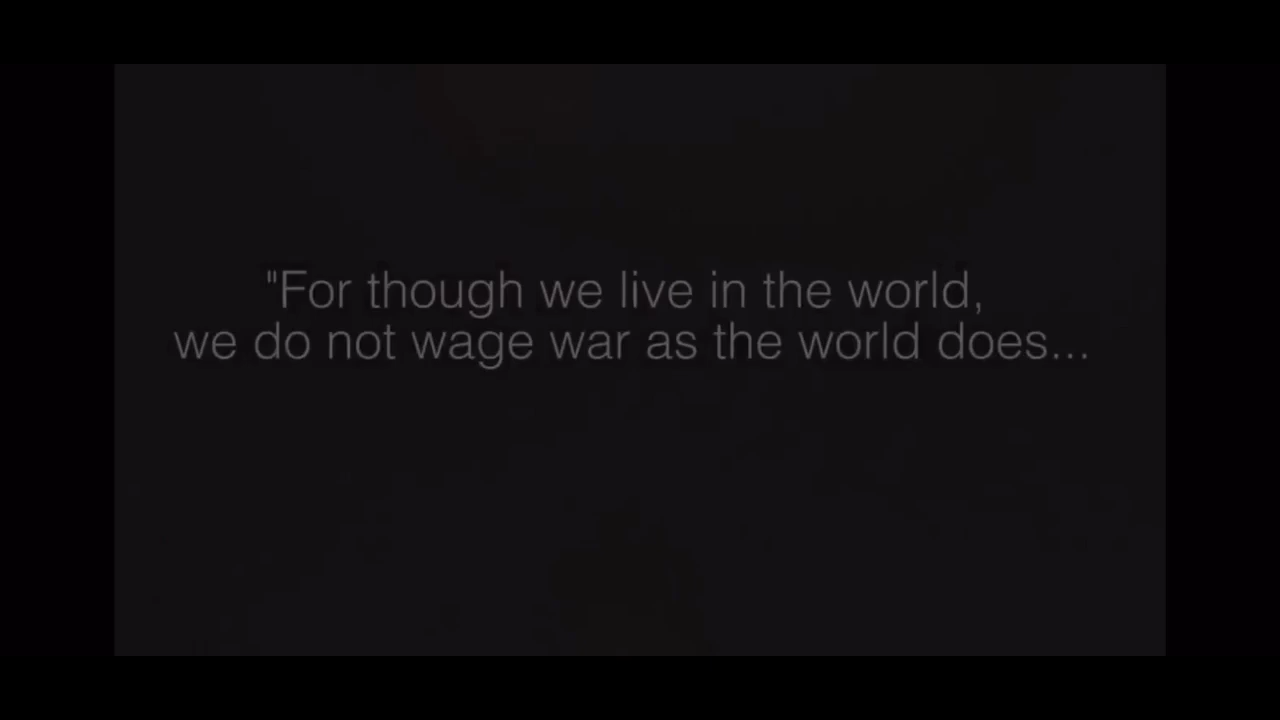 "For though we live in the world,
we do not wage war as the world does...